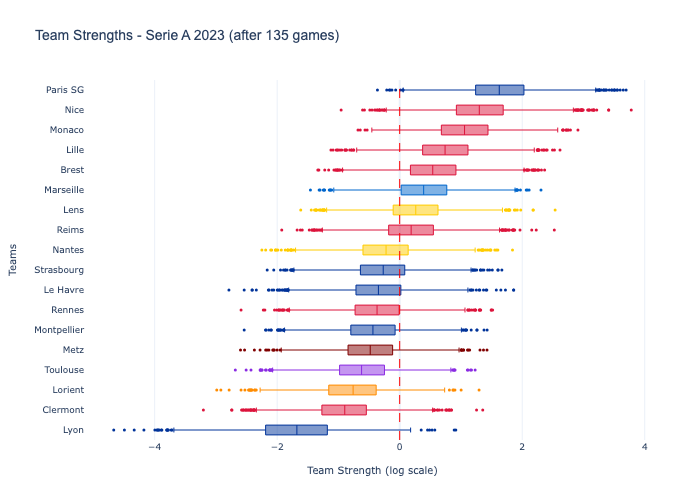 Team Strengths - Serie A 2023 (after 135 games)
Paris SG
Nice
Monaco
Lille
Brest
Marseille
Lens
Reims
Nantes
Strasbourg
Le Havre
Rennes
Montpellier
Metz
Toulouse
Lorient
Clermont
Lyon
Teams
−4
−2
0
2
4
Team Strength (log scale)